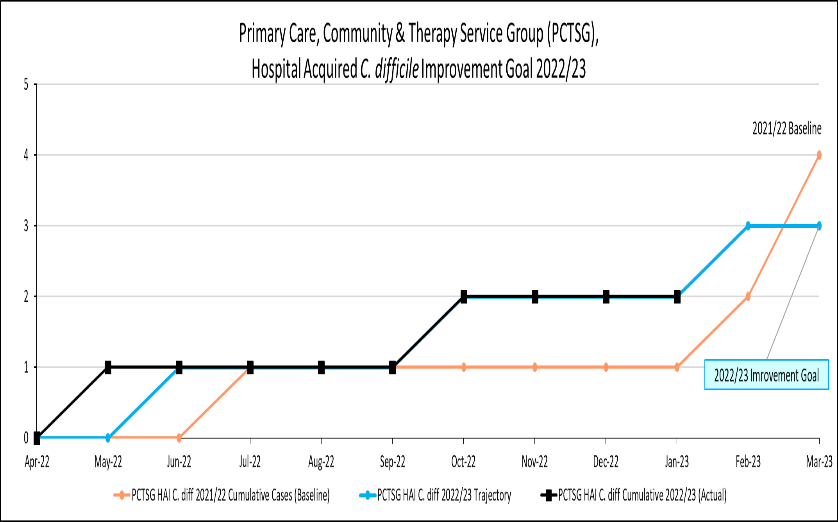 Primary Care, Community & Therapy Service Group (PCTSG),
Hospital Acquired C. difficile Improvement Goal 2022/23
5
2021/22 Baseline
4
3
2
1
2022/23 Imrovement Goal
0
Apr-22 May-22 Jun-22 Jul-22 Aug-22 Sep-22 Oct-22 Nov-22 Dec-22 Jan-23 Feb-23 Mar-23
PCTSG HAI C. diff 2021/22 Cumulative Cases (Baseline) PCTSG HAI C. diff 2022/23 Trajectory PCTSG HAI C. diff Cumulative 2022/23 (Actual)